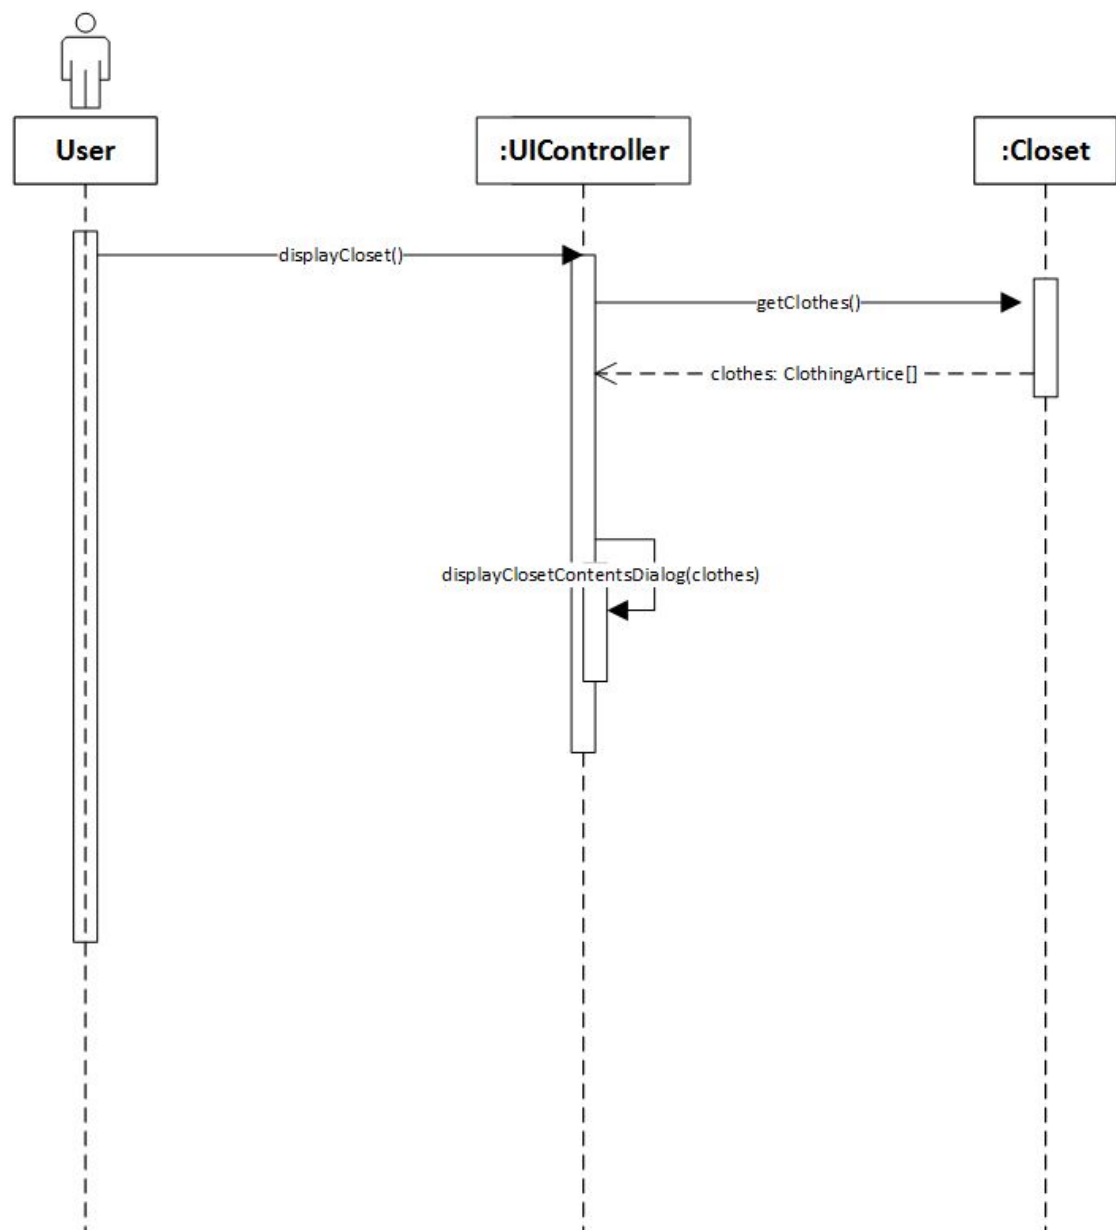 User
:UIController
:Closet
displayCloset()
getClothes()
clothes: ClothingArtice[]
displayClosetContentsDialog(clothes)